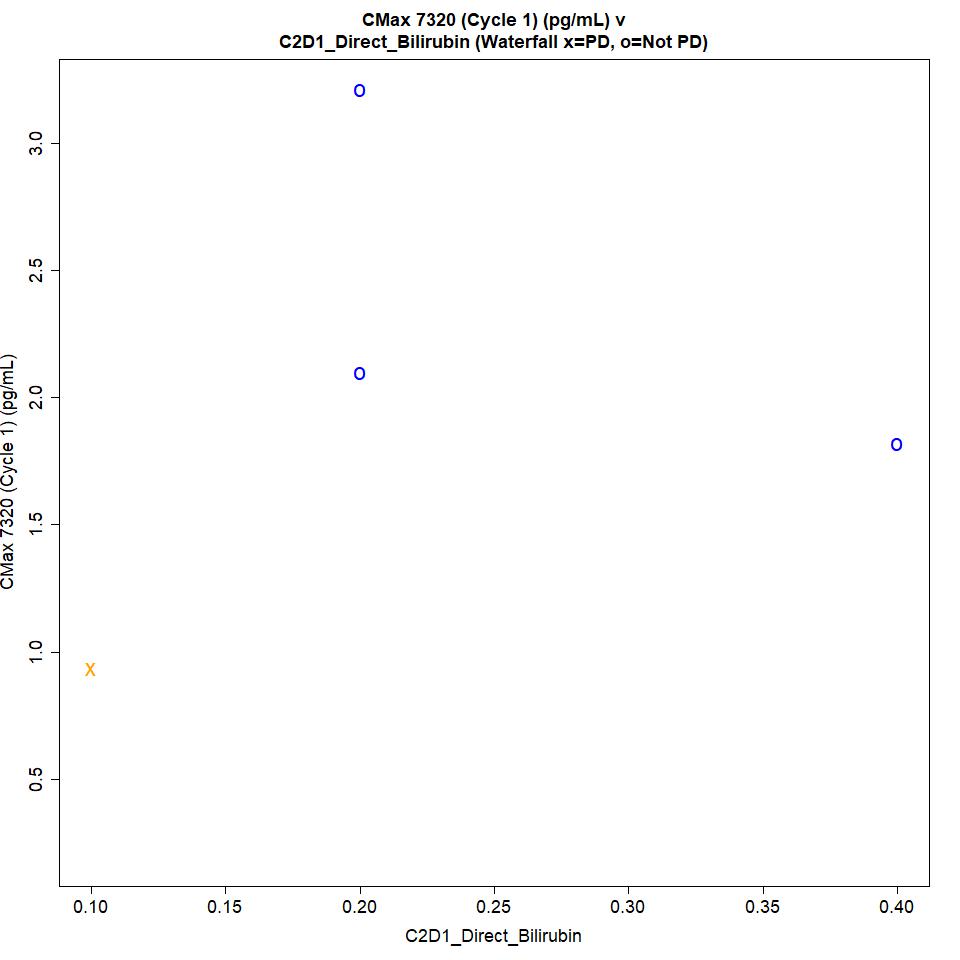 CMax 7320 (Cycle 1) (pg/mL) v
C2D1_Direct_Bilirubin (Waterfall x=PD, o=Not PD)
CMax 7320 (Cycle 1) (pg/mL)
3.0
2.5
2.0
1.5
1.0
0.5
o
o
o
x
0.10 0.15 0.20 0.25 0.30 0.35 0.40
C2D1_Direct_Bilirubin